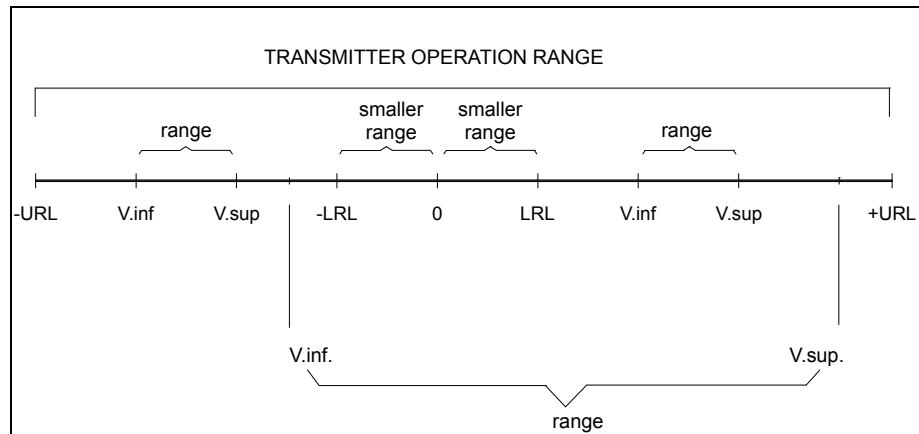 TRANSMITTER OPERATION RANGE
smaller smaller
range range range range
-URL V.inf V.sup -LRL 0 LRL V.inf V.sup +URL
V.inf. V.sup.
range